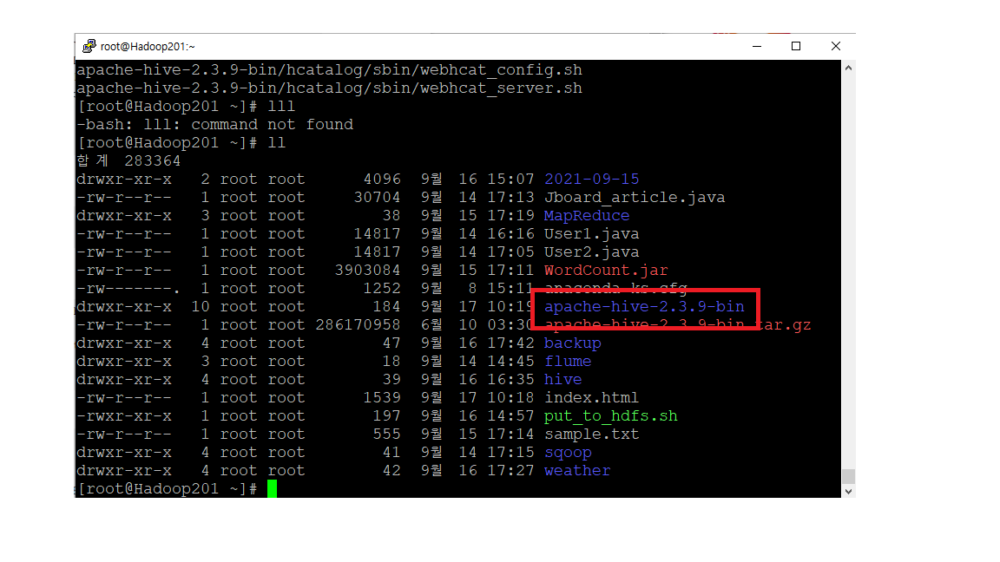 root@Hadoop201:~
apache-hive-2.3.9-bin/hcatalog/sbin/webhcat_config.sh
apache-hive-2.3.9-bin/hcatalog/sbin/webhcat_server.sh
[root@Hadoop201 ~]# lll
-bash: lll: command not found
[root@Hadoop201 ~]# ll
합계 283364
drwxr-xr-x 2 root root 4096 9월 16 15:07 2021-09-15
-rw-r--r-- 1 root root 30704 9월 14 17:13 Jboard_article.java
drwxr-xr-x 3 root root 38 9월 15 17:19 MapReduce
-rw-r--r-- 1 root root 14817 9월 14 16:16 User1.java
-rw-r--r-- 1 root root 14817 9월 14 17:05 User2.java
-rw-r--r-- 1 root root 3903084 9월 15 17:11 WordCount.jar
-rw-------. 1 root root 1252 9월 8 15:11 anaconda-ks.cfg
drwxr-xr-x 10 root root 184 9월 17 10:19 apache-hive-2.3.9-bin
-rw-r--r-- 1 root root 286170958 6월 10 03:30 apache-hive-2.3.9-bin.tar.gz
drwxr-xr-x 4 root root 47 9월 16 17:42 backup
drwxr-xr-x 3 root root 18 9월 14 14:45 flume
drwxr-xr-x 4 root root 39 9월 16 16:35 hive
-rw-r--r-- 1 root root 1539 9월 17 10:18 index.html
-rwxr-xr-x 1 root root 197 9월 16 14:57 put_to_hdfs.sh
-rw-r--r-- 1 root root 555 9월 15 17:14 sample.txt
drwxr-xr-x 4 root root 41 9월 14 17:15 sqoop
drwxr-xr-x 4 root root 42 9월 16 17:27 weather
[root@Hadoop201 ~]#